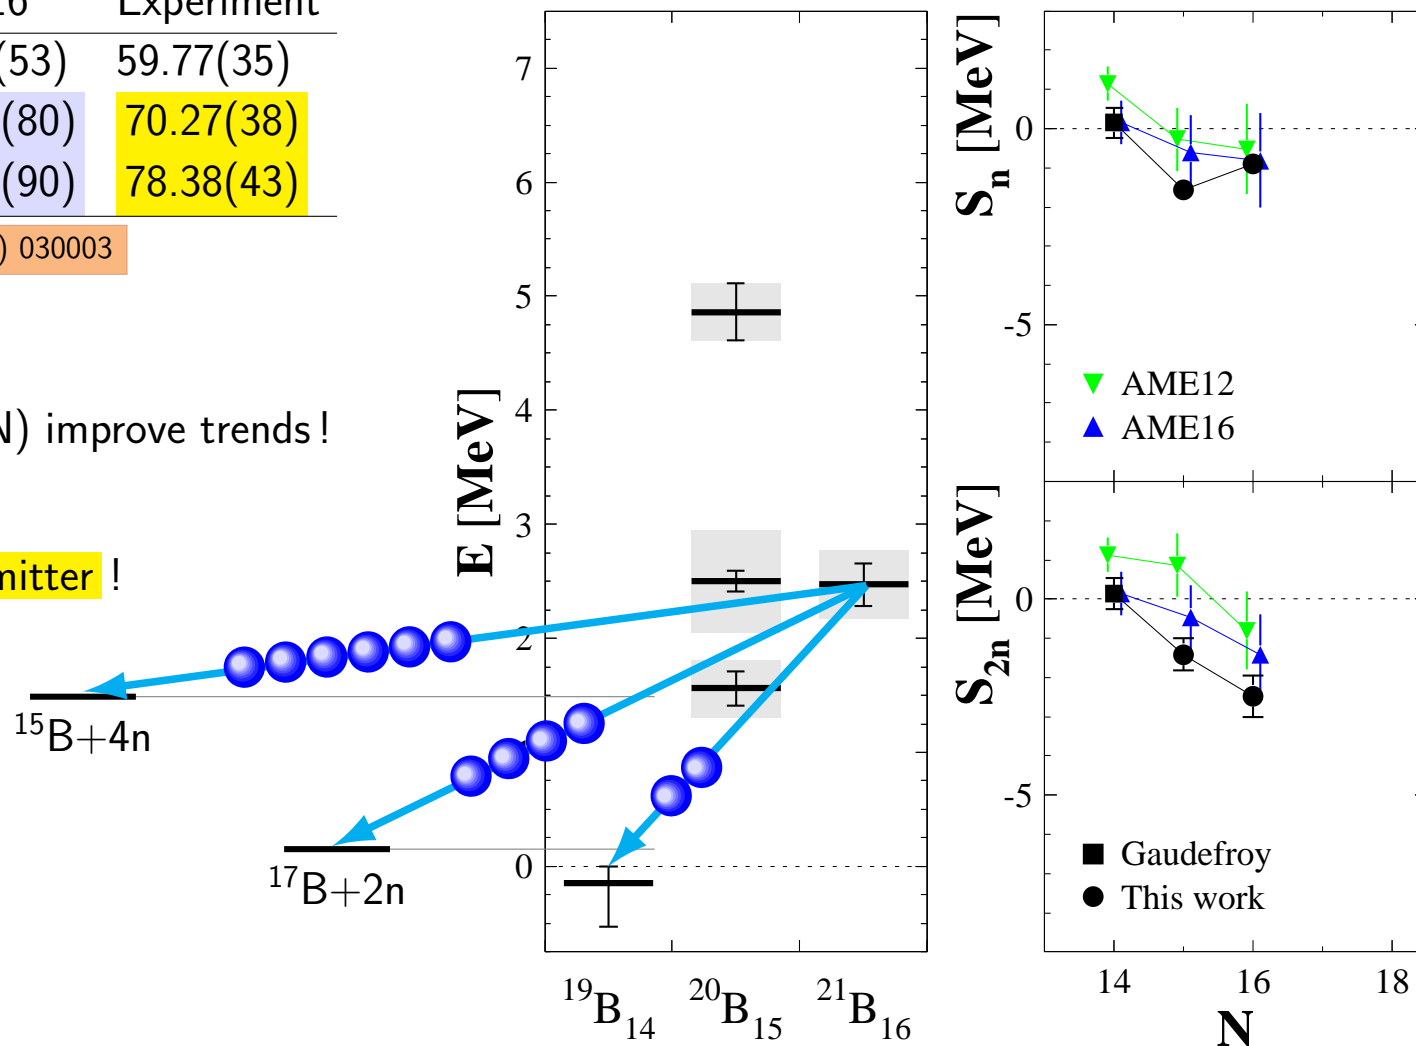 Experiment
(53) 59.77(35)
(80) 70.27(38)
(90) 78.38(43)
) 030003
) improve trends !
mitter !
15B+4n
17B+2n
E [MeV]
7
6
5
4
3
2
0
19B14 20B15 21B16
Sn [MeV]
0
-5
AME12
AME16
S2n [MeV]
0
-5
Gaudefroy
This work
14 16 18
N